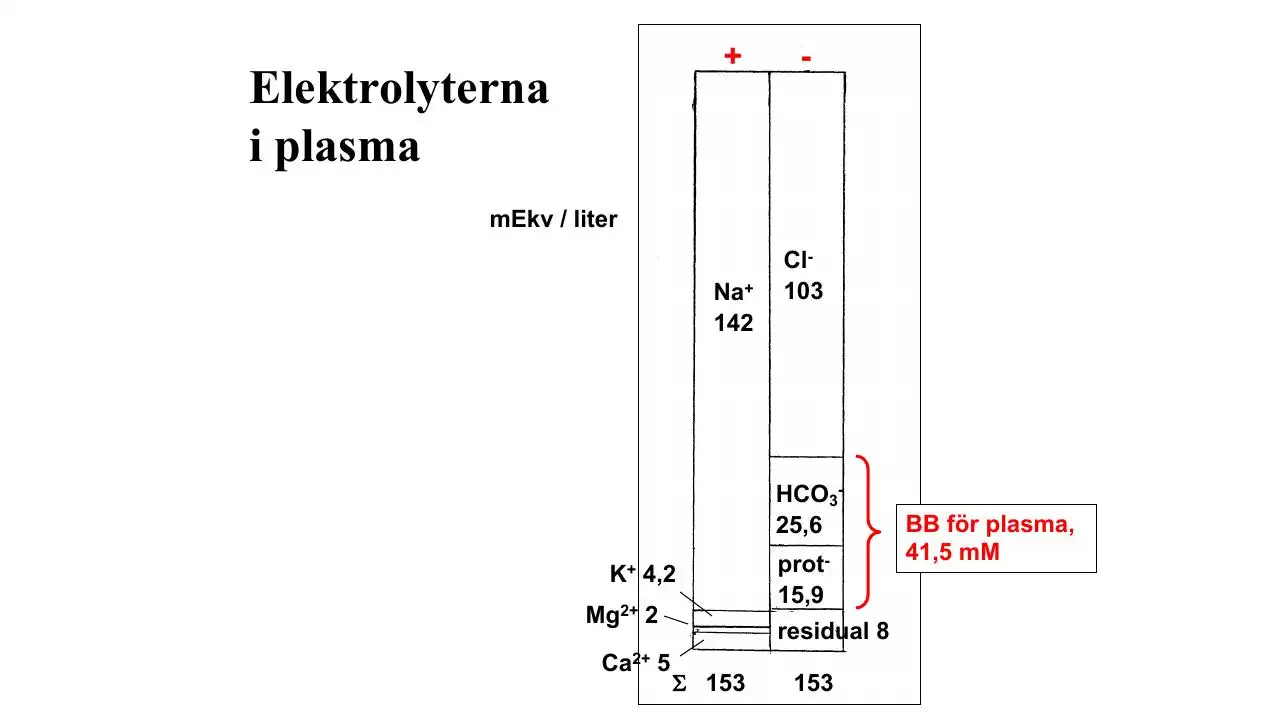 Elektrolyterna
i plasma
mEkv / liter
+ -
Na⁺
142
Cl⁻
103
HCO₃⁻
25,6
prot⁻
15,9
residual 8
BB för plasma,
41,5 mM
K⁺ 4,2
Mg²⁺ 2
Ca²⁺ 5
Σ 153 153